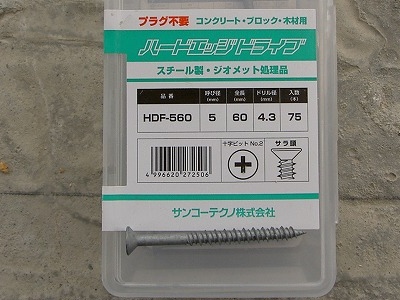 プラグ不要 コンクリート・ブロック・木材用
ハードエッジドライブ
スチール製・ジオメット処理品
品番 呼び径(mm) 全長(mm) ドリル径(mm) 入数(本)
HDF-560 5 60 4.3 75
十字ビットNo.2 サラ頭
4 996620 272506
サンコーテクノ株式会社